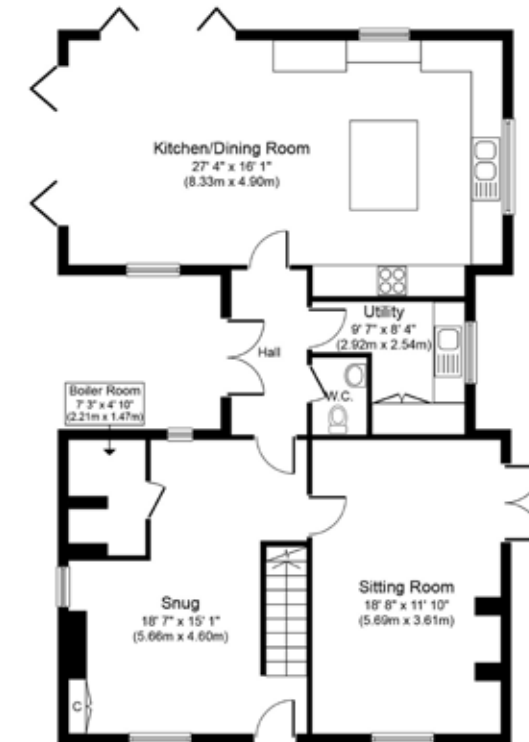 Kitchen/Dining Room
27' 4" x 16' 1"
(8.33m x 4.90m)
Utility
9' 7" x 8' 4"
(2.92m x 2.54m)
Hall
Boiler Room
7' 3" x 4' 10"
(2.21m x 1.47m)
W.C.
Snug
18' 7" x 15' 1"
(5.66m x 4.60m)
Sitting Room
18' 8" x 11' 10"
(5.69m x 3.61m)
C